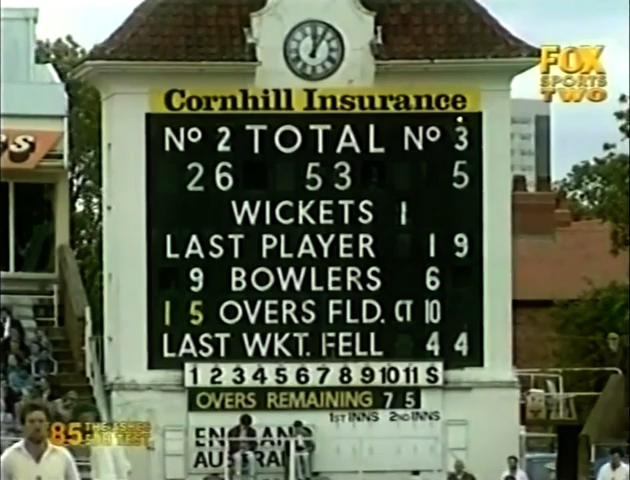 FOX
SPORTS
TWO
Cornhill Insurance
Nº 2 TOTAL Nº 3
26 53 5
WICKETS 1
LAST PLAYER 19
9 BOWLERS 6
15 OVERS FLD. CT 10
LAST WKT. FELL 44
1 2 3 4 5 6 7 8 9 10 11 S
OVERS REMAINING 75
1ST INNS 2ND INNS
85 THE ASHES